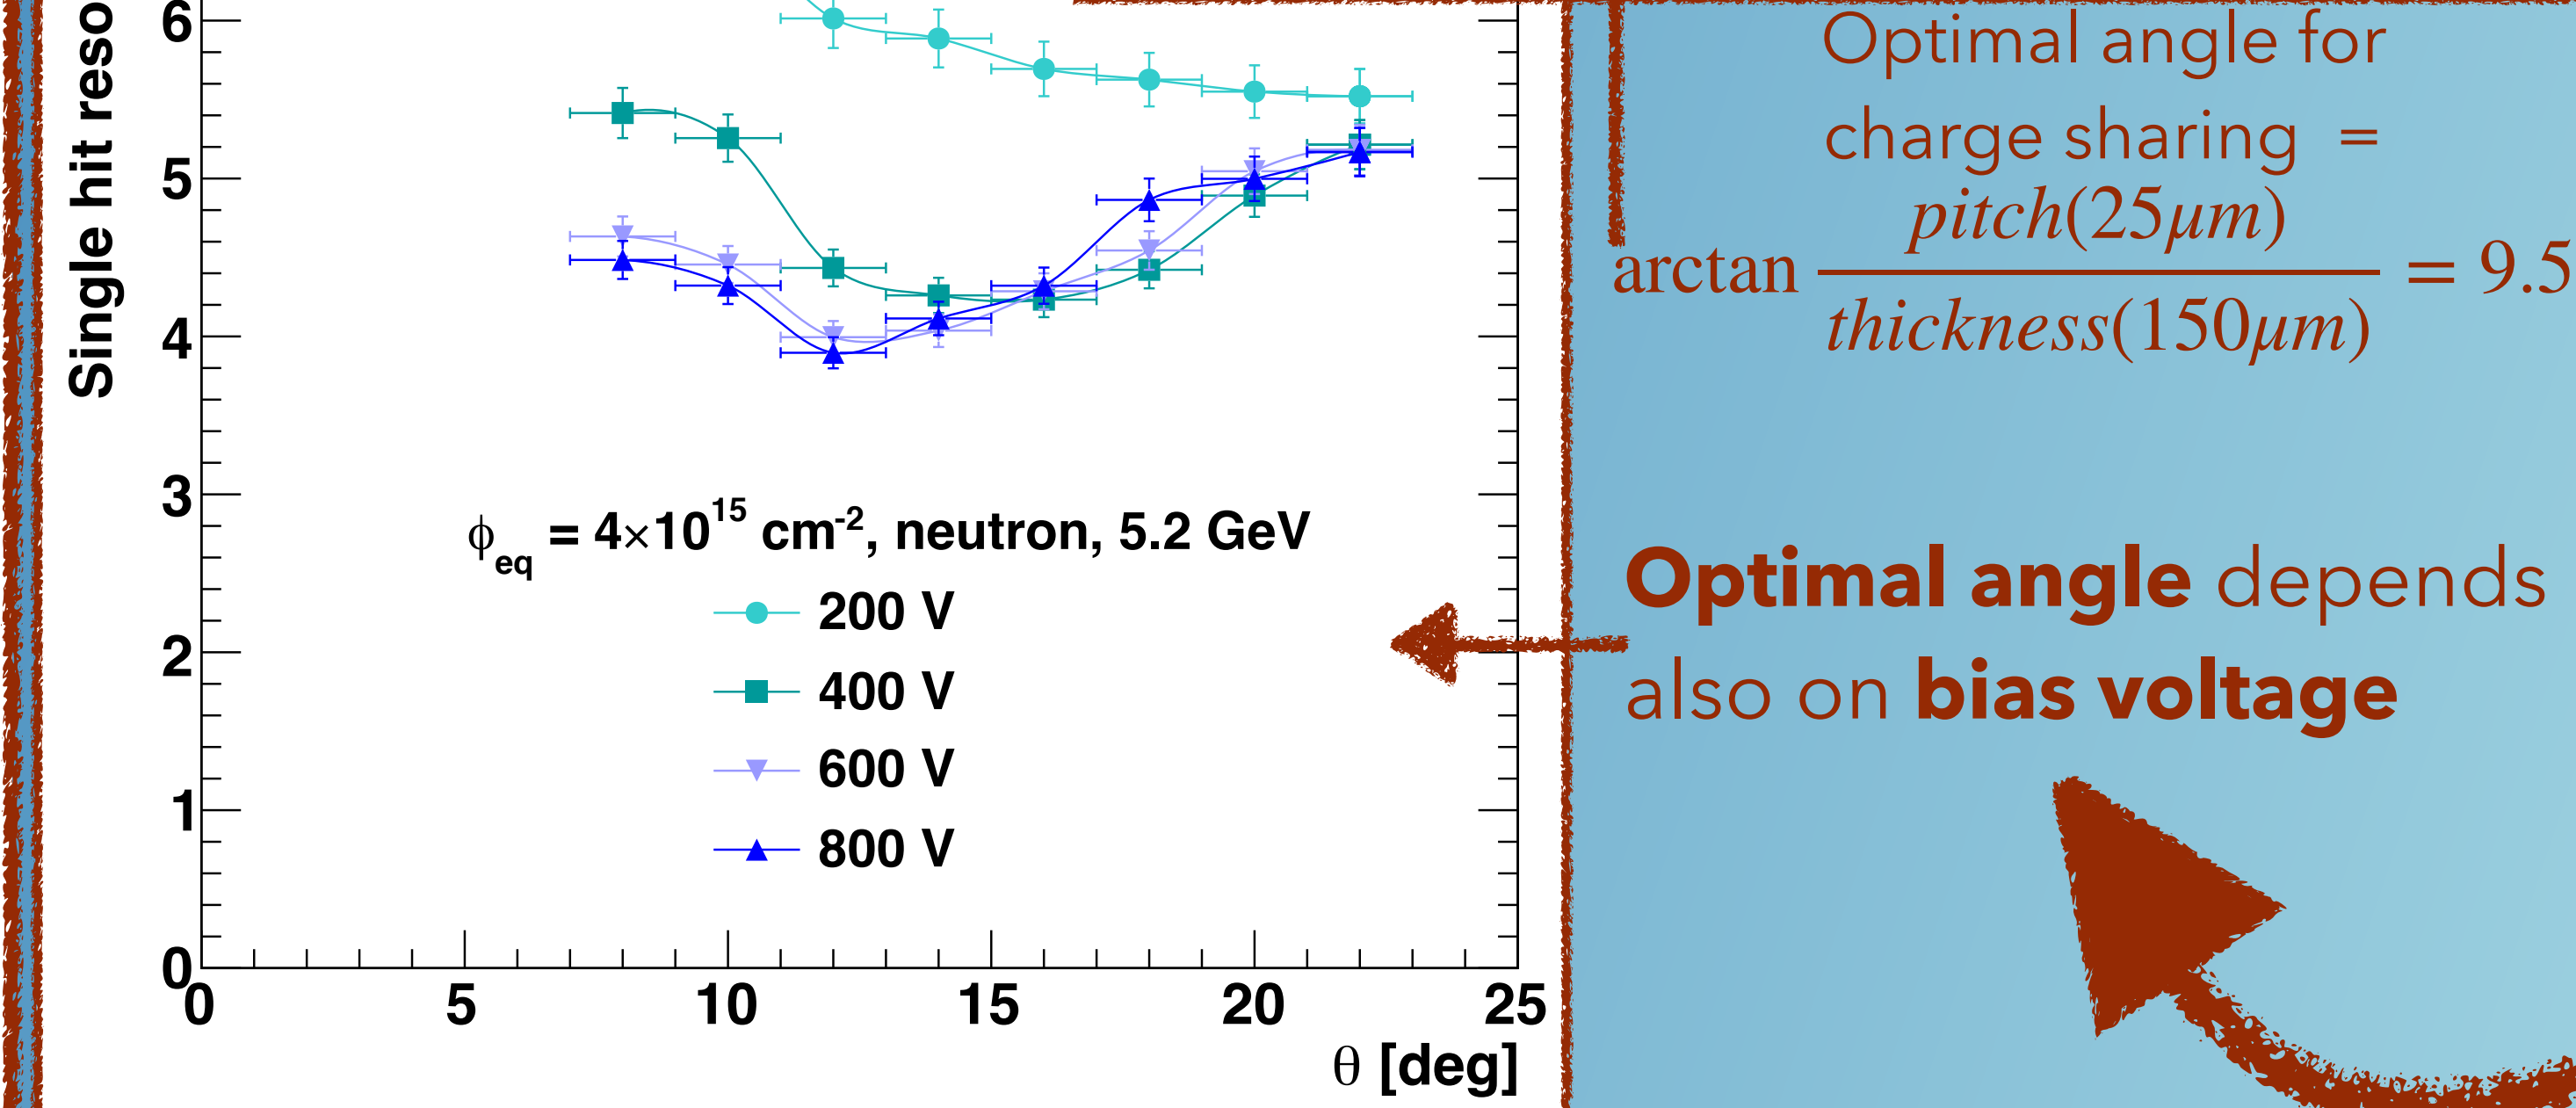 Single hit reso
6
5
4
3
2
1
0
0 5 10 15 20 25
θ [deg]
ϕeq = 4×10^15 cm^-2, neutron, 5.2 GeV
200 V
400 V
600 V
800 V
Optimal angle for
charge sharing =
pitch(25μm)
arctan = 9.5
thickness(150μm)
Optimal angle depends
also on bias voltage